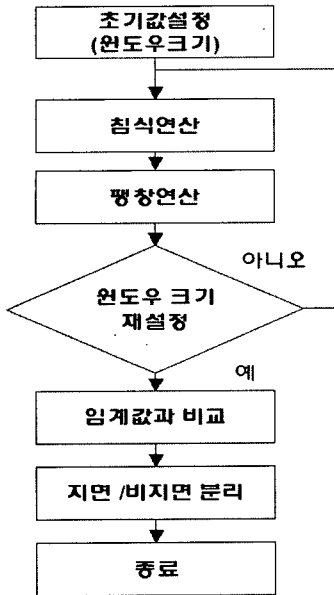 초기값설정
(윈도우크기)
침식연산
팽창연산
아니오
윈도우 크기
재설정
예
임계값과 비교
지면 /비지면 분리
종료